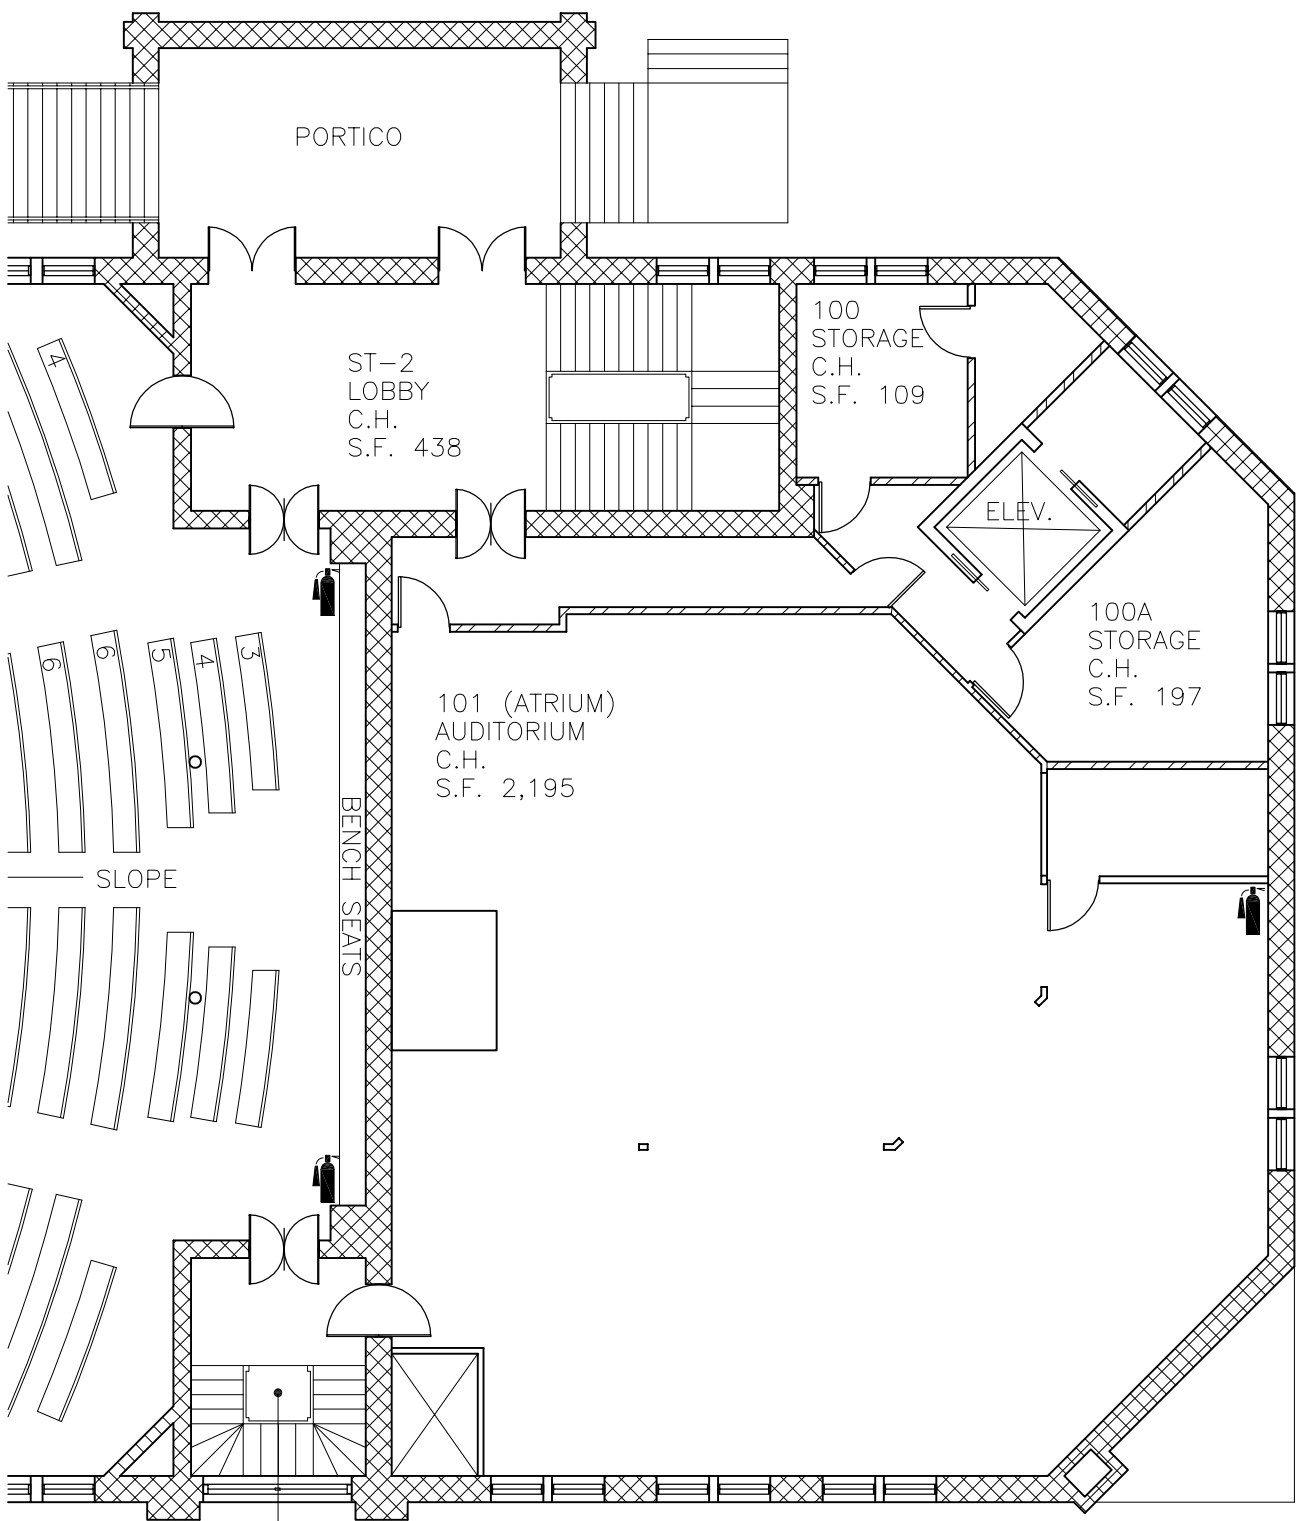 PORTICO
100
STORAGE
C.H.
S.F. 109
ST-2
LOBBY
C.H.
S.F. 438
4
ELEV.
100A
STORAGE
C.H.
S.F. 197
6
6
5
4
3
101 (ATRIUM)
AUDITORIUM
C.H.
S.F. 2,195
BENCH SEATS
SLOPE